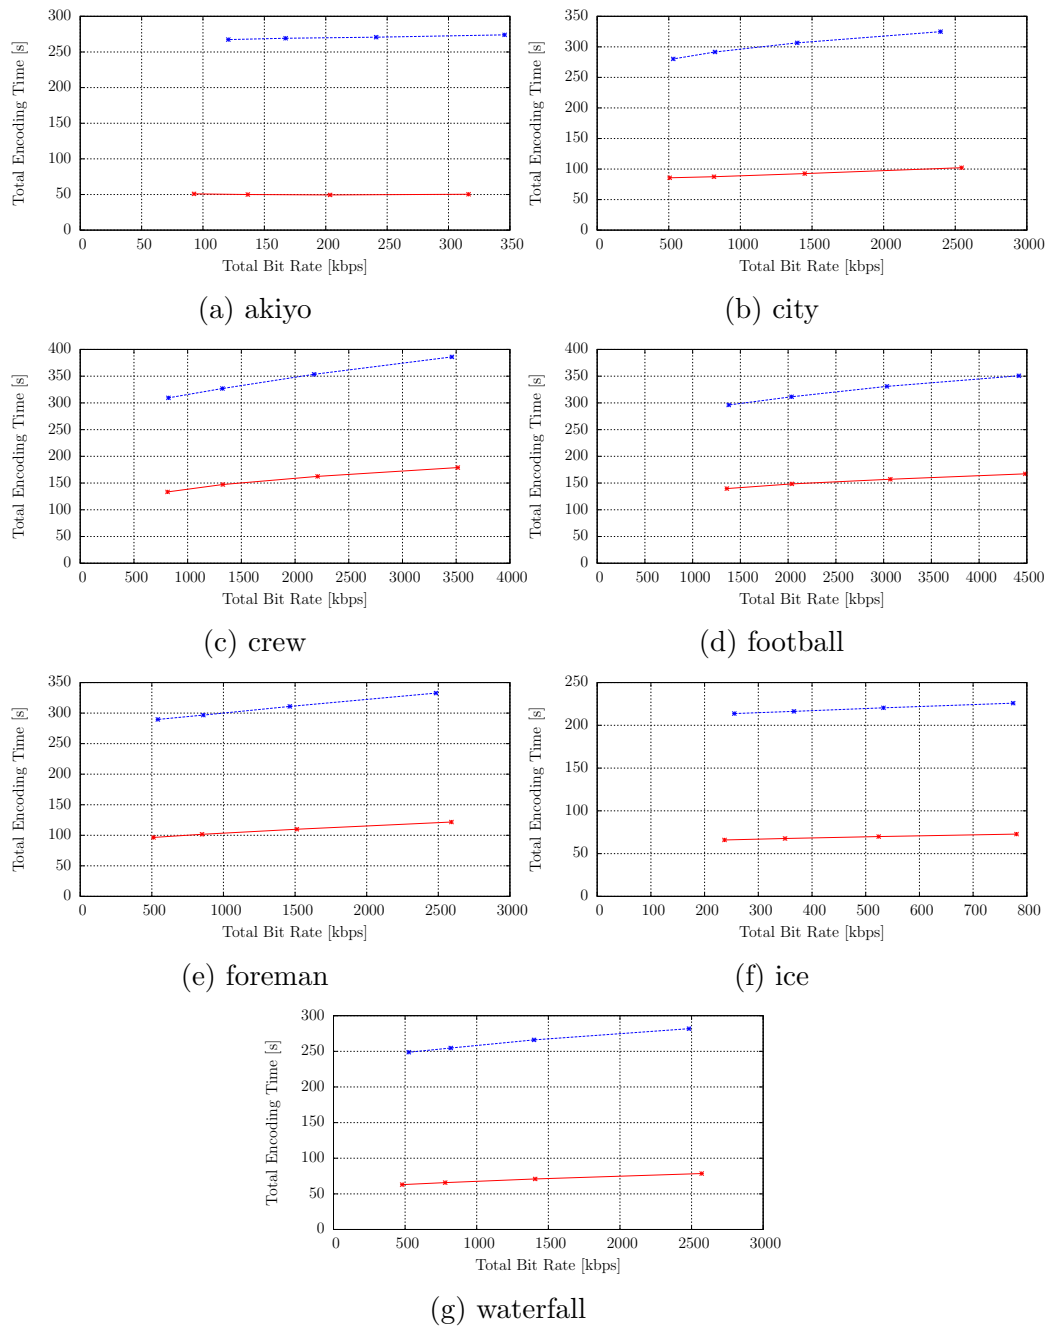 300
250
200
150
100
50
0
Total Encoding Time [s]
0 50 100 50 200 50 300 350
Total Bit Rate [kbps]
(a) akiyo
350
300
250
200
150
100
50
0
Total Encoding Time [s]
0 500 1000 1500 2000 2500 3000
Total Bit Rate [kbps]
(b) city
400
350
300
250
200
150
100
50
0
Total Encoding Time [s]
0 500 1000 1500 2000 2500 3000 3500 4000
Total Bit Rate [kbps]
(c) crew
400
350
300
250
200
150
100
50
0
Total Encoding Time [s]
0 500 1000 1500 2000 2500 3000 3500 4000 4500
Total Bit Rate [kbps]
(d) football
350
300
250
200
150
100
50
0
Total Encoding Time [s]
0 500 1000 1500 2000 2500 3000
Total Bit Rate [kbps]
(e) foreman
250
200
150
100
50
0
Total Encoding Time [s]
0 100 200 300 400 500 600 700 800
Total Bit Rate [kbps]
(f) ice
300
250
200
150
100
50
0
Total Encoding Time [s]
0 500 1000 1500 2000 2500 3000
Total Bit Rate [kbps]
(g) waterfall